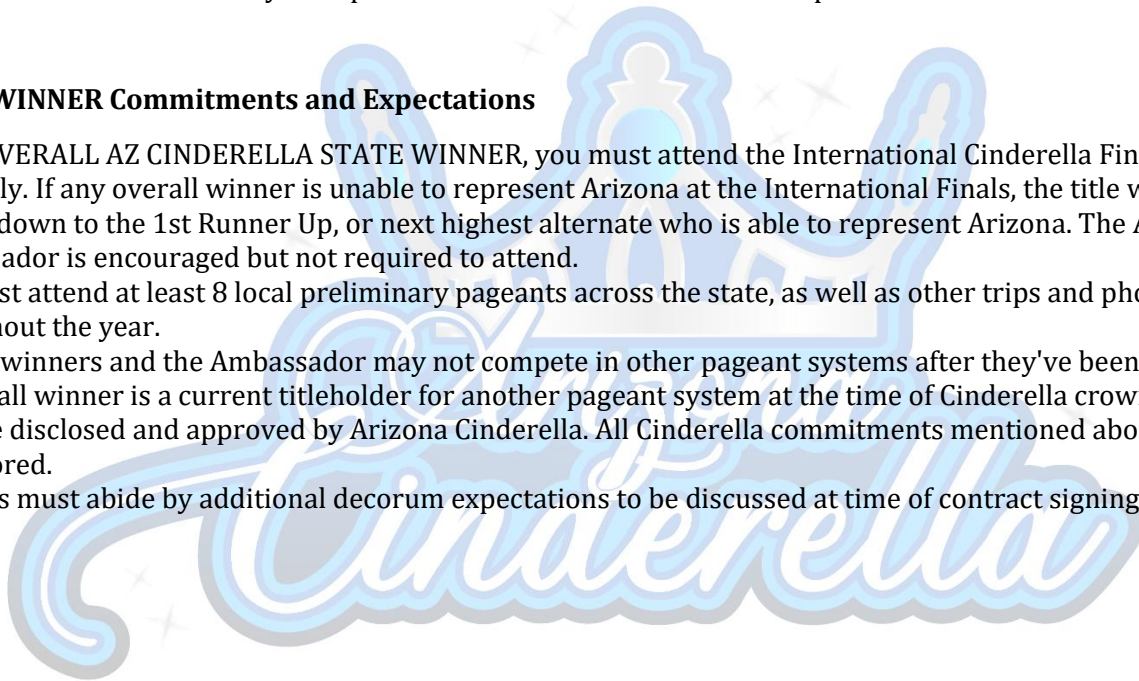 WINNER Commitments and Expectations
VERALL AZ CINDERELLA STATE WINNER, you must attend the International Cinderella Fin
ly. If any overall winner is unable to represent Arizona at the International Finals, the title w
down to the 1st Runner Up, or next highest alternate who is able to represent Arizona. The A
ador is encouraged but not required to attend.
st attend at least 8 local preliminary pageants across the state, as well as other trips and pho
hout the year.
winners and the Ambassador may not compete in other pageant systems after they've been
all winner is a current titleholder for another pageant system at the time of Cinderella crow
e disclosed and approved by Arizona Cinderella. All Cinderella commitments mentioned abo
ored.
s must abide by additional decorum expectations to be discussed at time of contract signing
Arizona
Cinderella